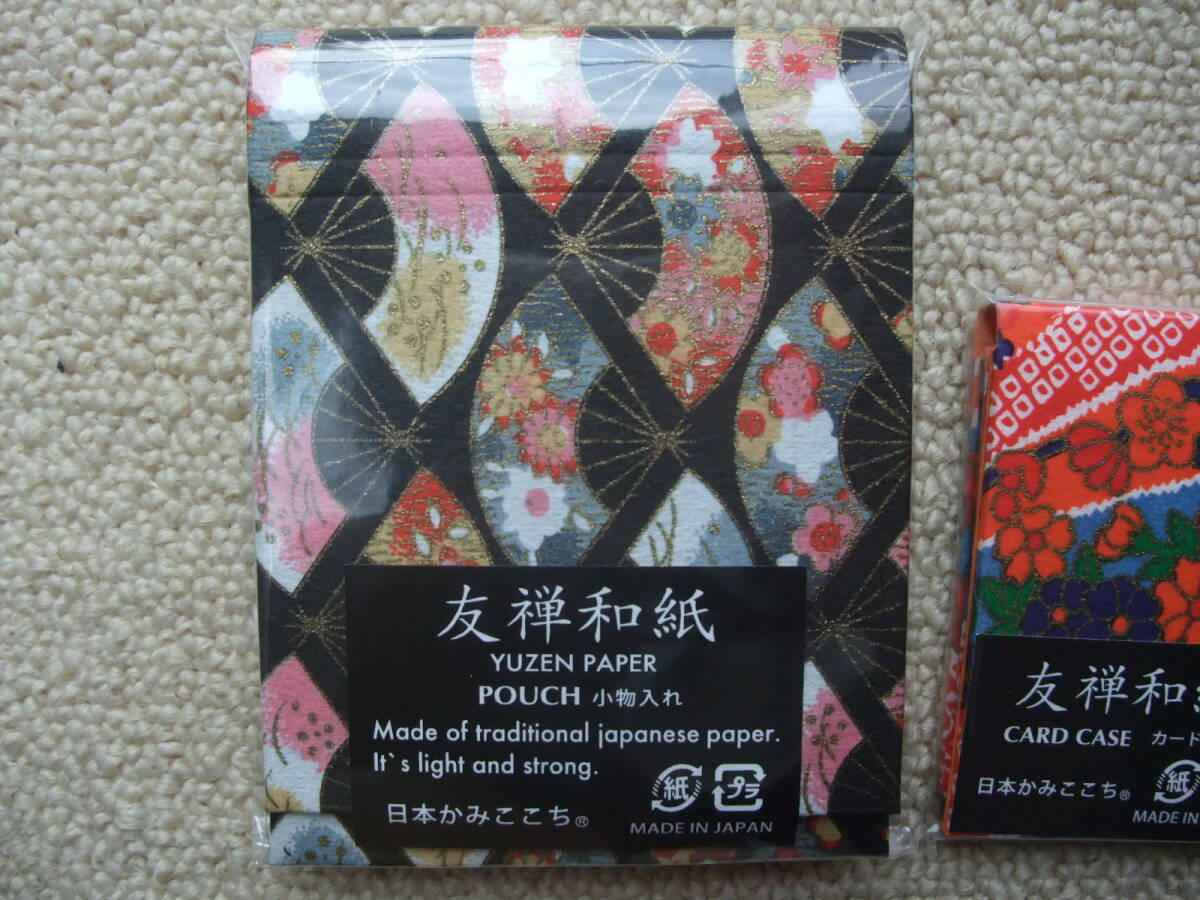 友禅和紙
YUZEN PAPER
POUCH 小物入れ
Made of traditional japanese paper.
It`s light and strong.
紙 プラ
日本かみここち®
MADE IN JAPAN
友禅和
CARD CASE カード
日本かみここち®
紙
MADE IN